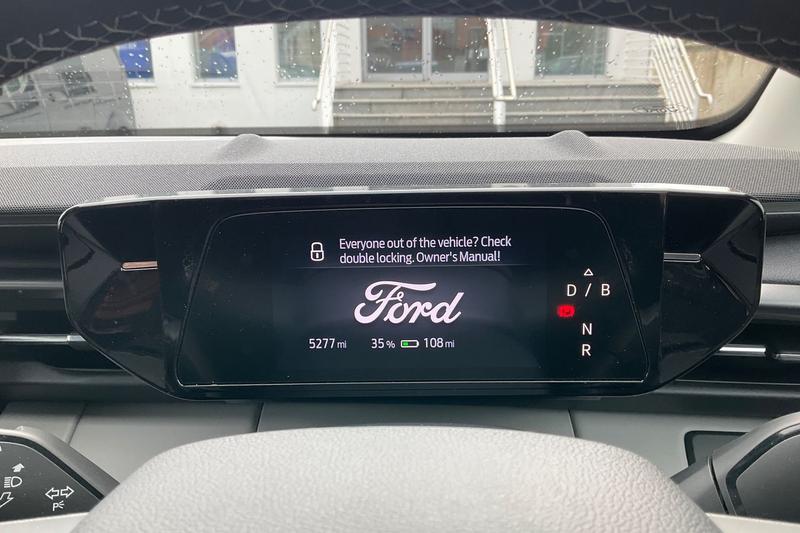 Everyone out of the vehicle? Check
double locking. Owner's Manual!
Ford
D / B
N
R
5277 mi 35 % 108 mi
P